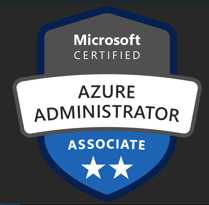 Microsoft
CERTIFIED
AZURE
ADMINISTRATOR
ASSOCIATE